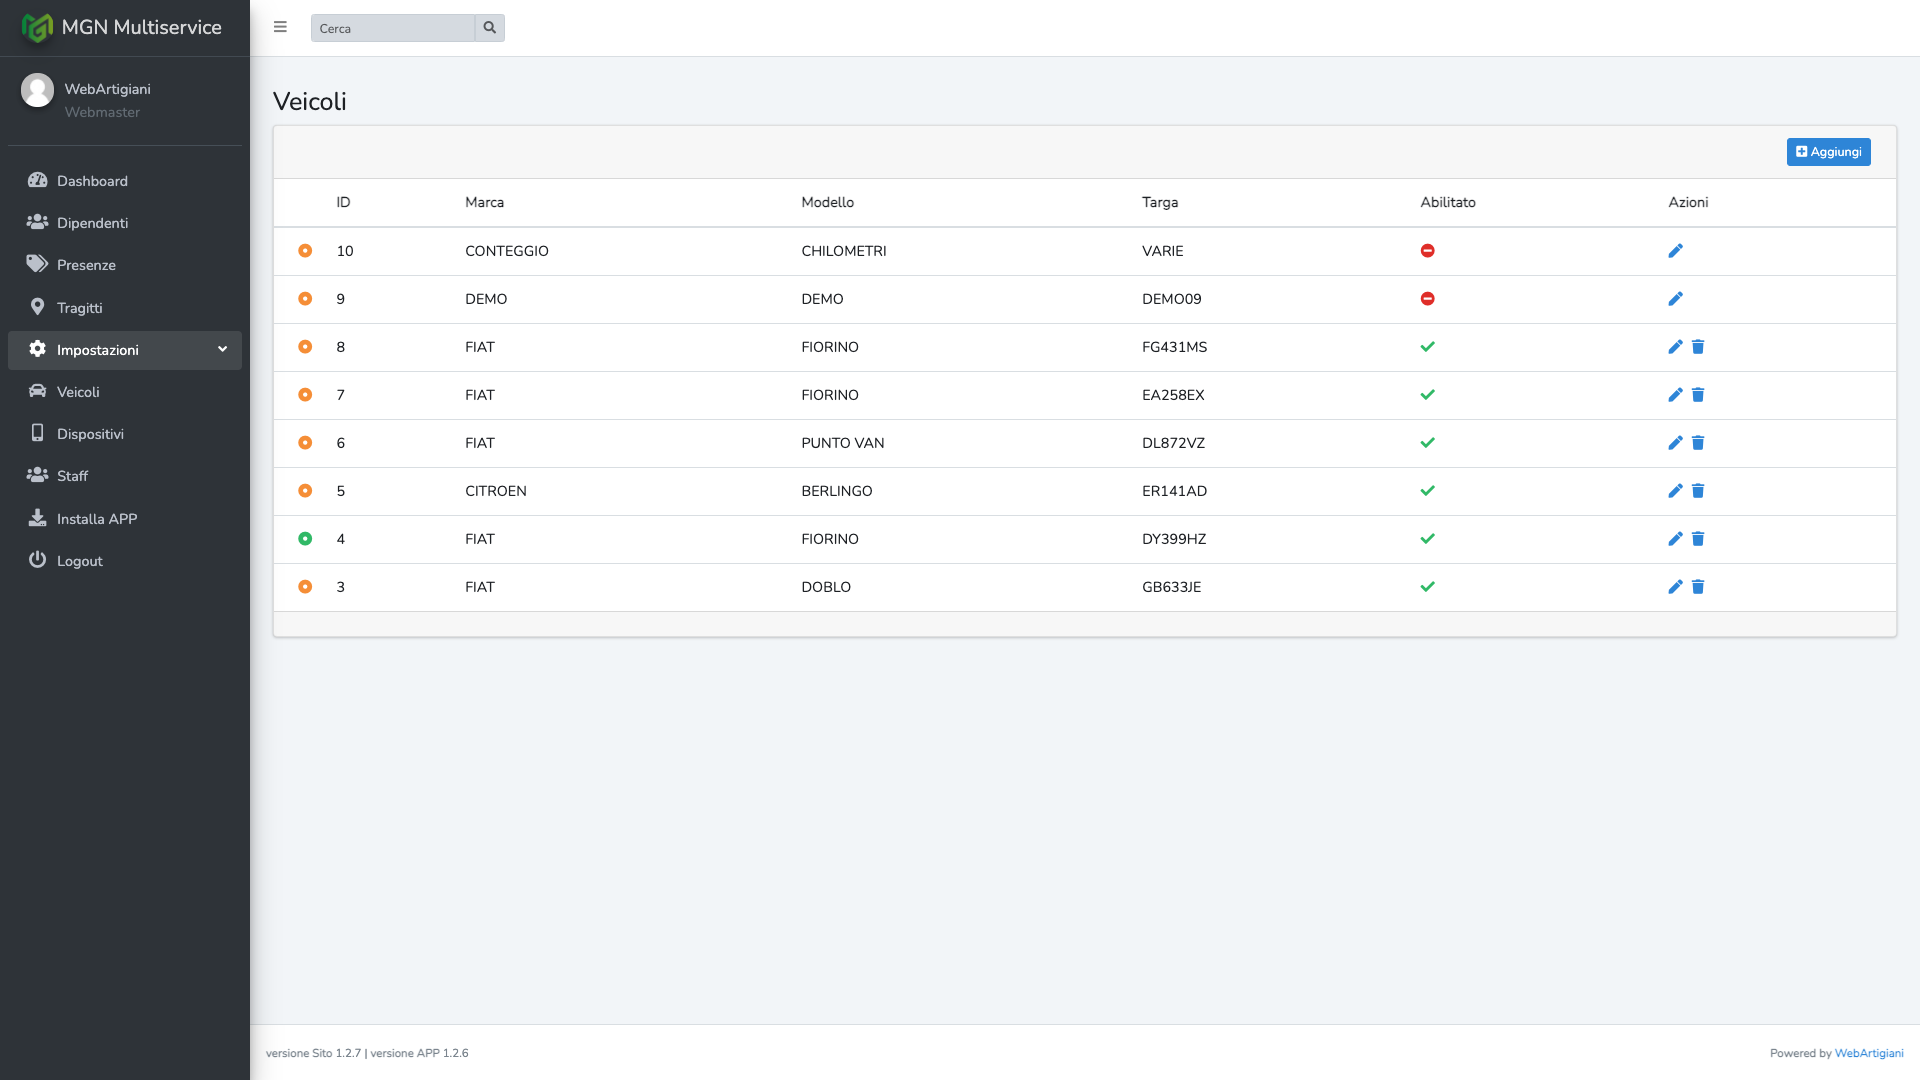 MGN Multiservice
Cerca
WebArtigiani
Webmaster
Dashboard
Dipendenti
Presenze
Tragitti
Impostazioni
Veicoli
Dispositivi
Staff
Installa APP
Logout
Veicoli
Aggiungi
ID Marca Modello Targa Abilitato Azioni
10 CONTEGGIO CHILOMETRI VARIE
9 DEMO DEMO DEMO09
8 FIAT FIORINO FG431MS
7 FIAT FIORINO EA258EX
6 FIAT PUNTO VAN DL872VZ
5 CITROEN BERLINGO ER141AD
4 FIAT FIORINO DY399HZ
3 FIAT DOBLO GB633JE
versione Sito 1.2.7 | versione APP 1.2.6
Powered by WebArtigiani